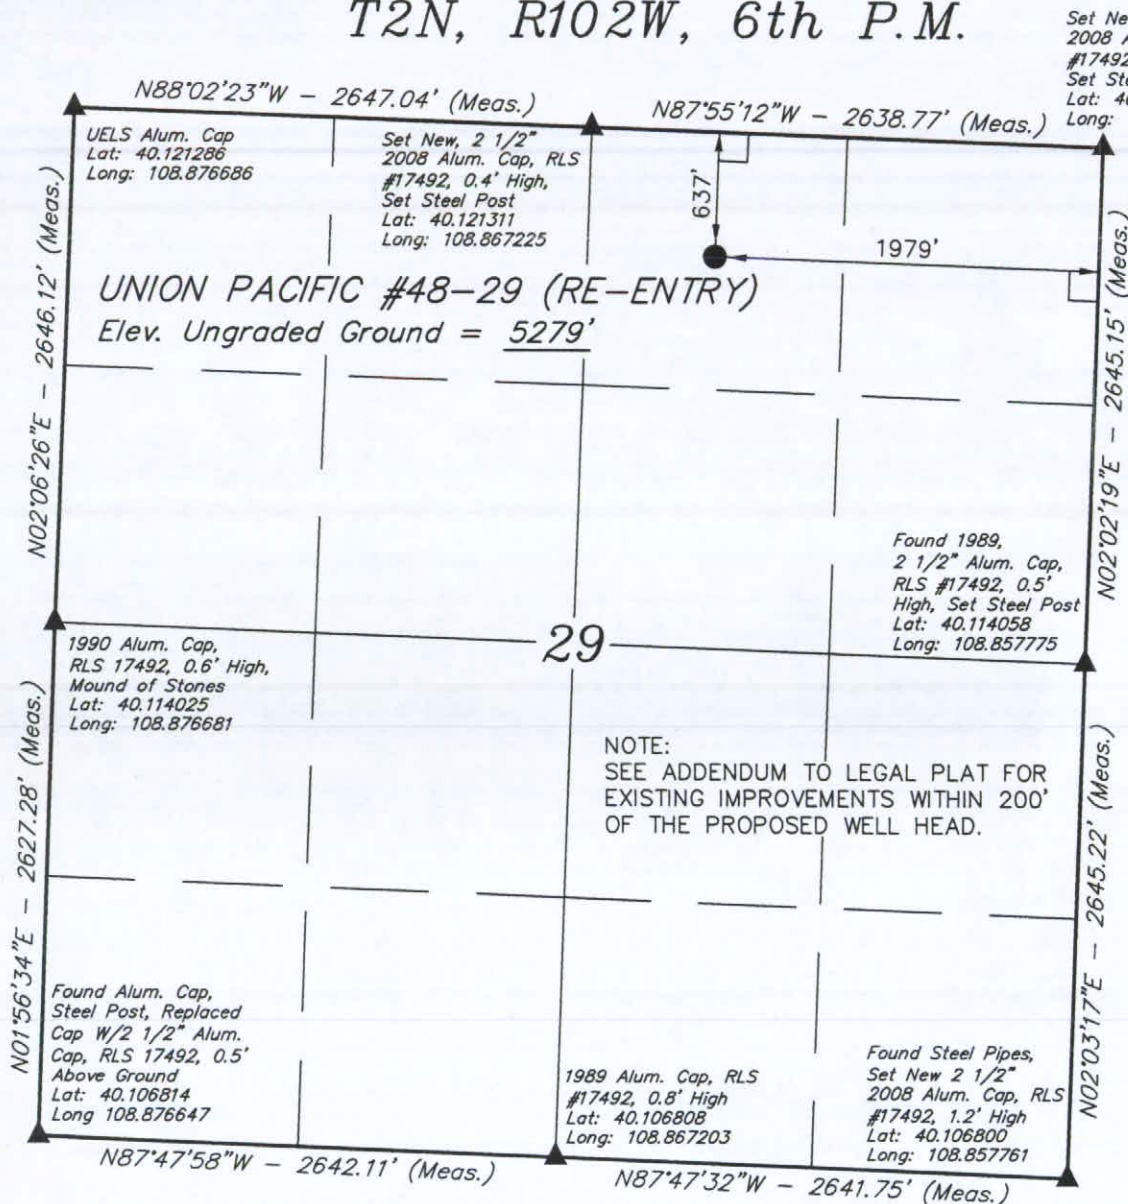 T2N, R102W, 6th P.M.
Set
2008
#17492
Set
Lat:
Long:
N88°02'23"W - 2647.04' (Meas.)
N87°55'12"W - 2638.77' (Meas.)
UELS Alum. Cap
Lat: 40.121286
Long: 108.876686
Set New, 2 1/2"
2008 Alum. Cap, RLS
#17492, 0.4' High,
Set Steel Post
Lat: 40.121311
Long: 108.867225
637'
1979'
N02°06'26"E - 2646.12' (Meas.)
UNION PACIFIC #48-29 (RE-ENTRY)
Elev. Ungraded Ground = 5279'
N02°02'19"E - 2645.15' (Meas.)
Found 1989,
2 1/2" Alum. Cap,
RLS #17492, 0.5'
High, Set Steel Post
Lat: 40.114058
Long: 108.857775
29
1990 Alum. Cap,
RLS 17492, 0.6' High,
Mound of Stones
Lat: 40.114025
Long: 108.876681
NOTE:
SEE ADDENDUM TO LEGAL PLAT FOR
EXISTING IMPROVEMENTS WITHIN 200'
OF THE PROPOSED WELL HEAD.
N01°56'34"E - 2627.28' (Meas.)
N02°03'17"E - 2645.22' (Meas.)
Found Alum. Cap,
Steel Post, Replaced
Cap W/2 1/2" Alum.
Cap, RLS 17492, 0.5'
Above Ground
Lat: 40.106814
Long 108.876647
1989 Alum. Cap, RLS
#17492, 0.8' High
Lat: 40.106808
Long: 108.867203
Found Steel Pipes,
Set New 2 1/2"
2008 Alum. Cap, RLS
#17492, 1.2' High
Lat: 40.106800
Long: 108.857761
N87°47'58"W - 2642.11' (Meas.)
N87°47'32"W - 2641.75' (Meas.)